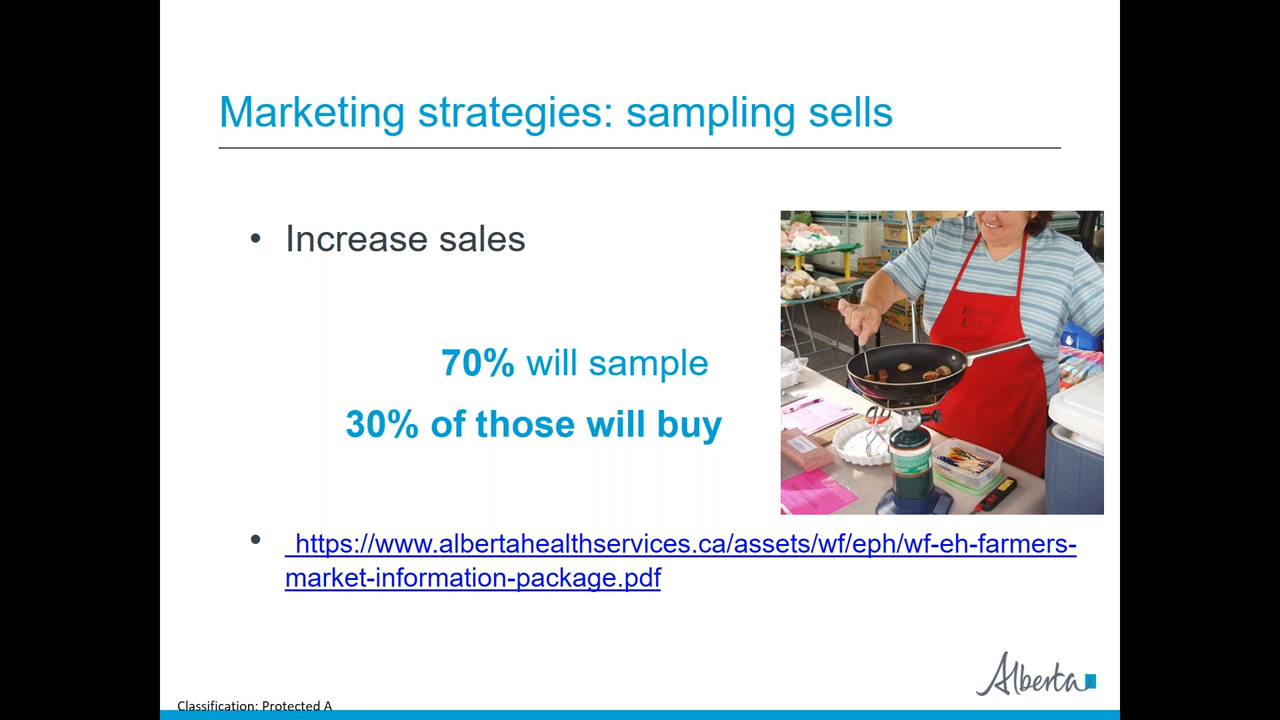 Marketing strategies: sampling sells
• Increase sales
70% will sample
30% of those will buy
• https://www.albertahealthservices.ca/assets/wf/eph/wf-eh-farmers-
market-information-package.pdf
Alberta
Classification: Protected A